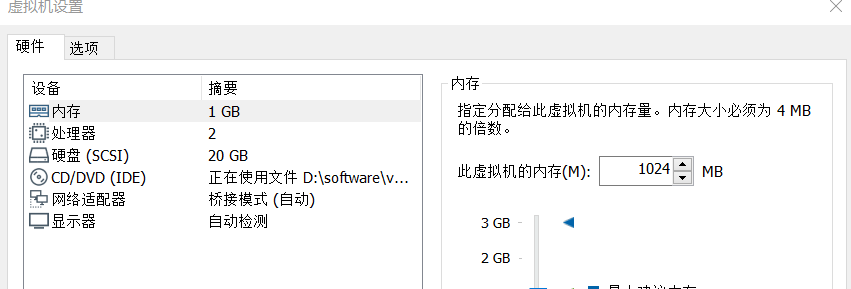 虚拟机设置
硬件 选项
设备 摘要
内存 1 GB
处理器 2
硬盘 (SCSI) 20 GB
CD/DVD (IDE) 正在使用文件 D:\software\v...
网络适配器 桥接模式 (自动)
显示器 自动检测
内存
指定分配给此虚拟机的内存量。内存大小必须为 4 MB
的倍数。
此虚拟机的内存(M): 1024 MB
3 GB
2 GB